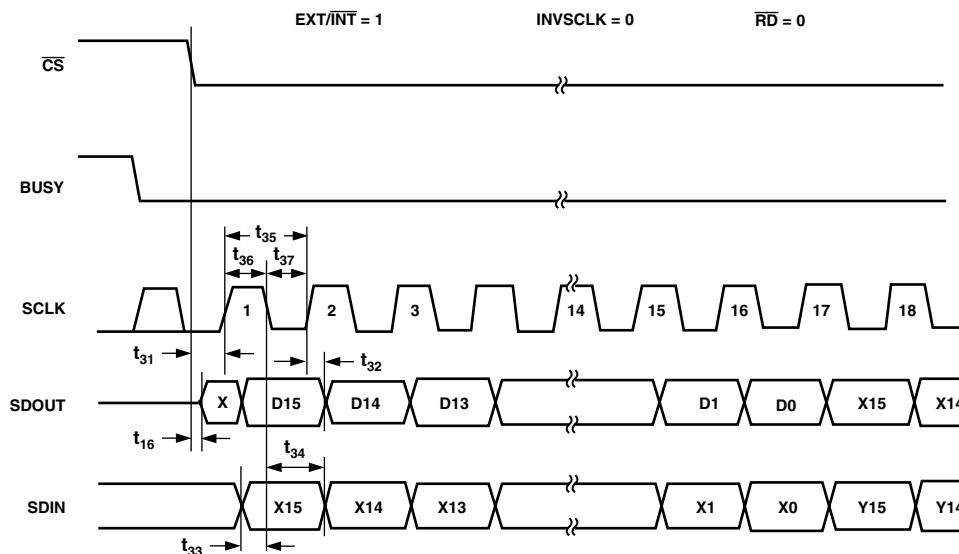 EXT/INT = 1 INVSCLK = 0 RD = 0
CS
BUSY
t35
t36 t37
SCLK 1 2 3 14 15 16 17 18
t31 t32
SDOUT X D15 D14 D13 D1 D0 X15 X14
t16
t34
SDIN X15 X14 X13 X1 X0 Y15 Y14
t33